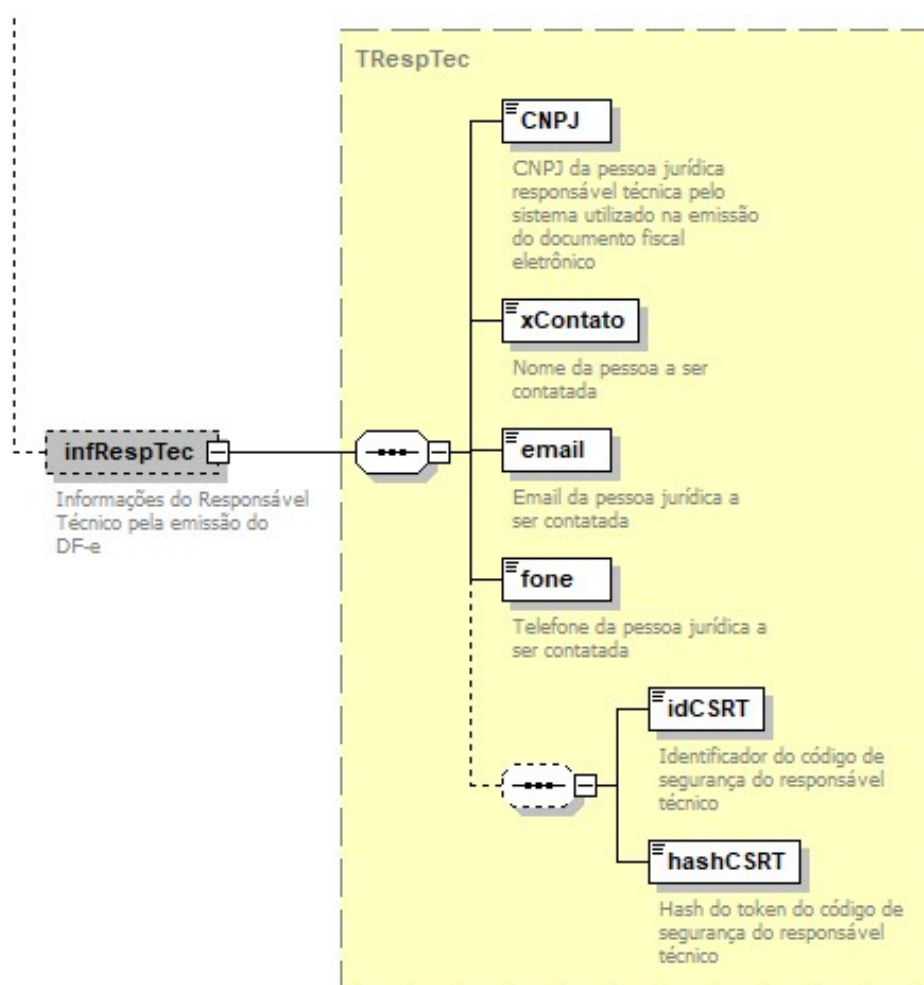 TRespTec
CNPJ
CNPJ da pessoa jurídica
responsável técnica pelo
sistema utilizado na emissão
do documento fiscal
eletrônico
xContato
Nome da pessoa a ser
contatada
infRespTec
Informações do Responsável
Técnico pela emissão do
DF-e
email
Email da pessoa jurídica a
ser contatada
fone
Telefone da pessoa jurídica a
ser contatada
idCSRT
Identificador do código de
segurança do responsável
técnico
hashCSRT
Hash do token do código de
segurança do responsável
técnico